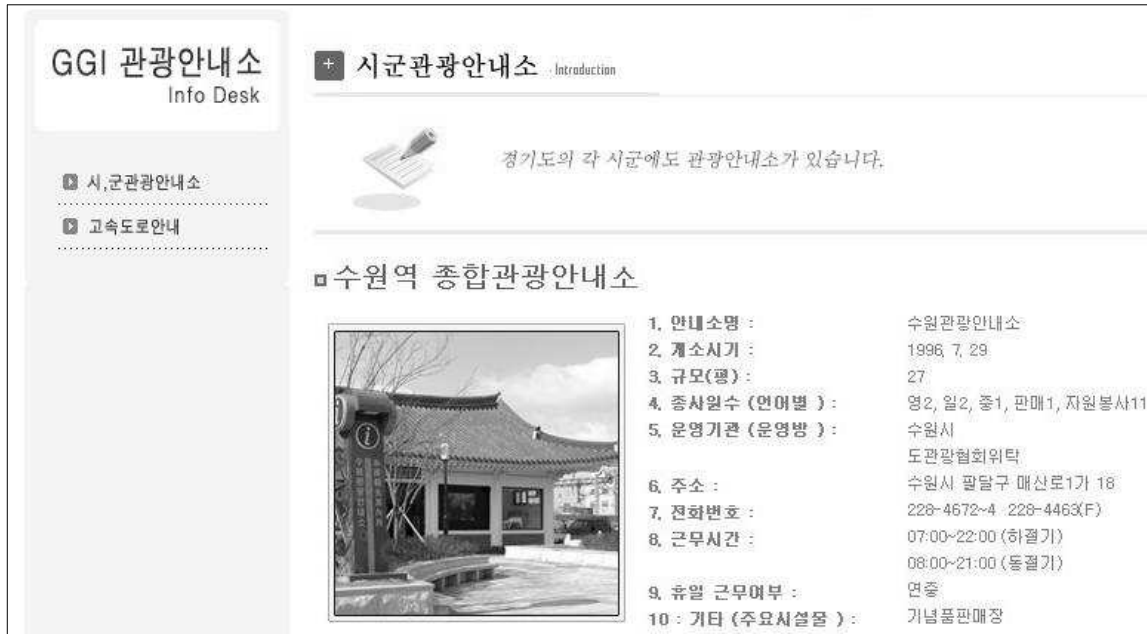 GGI 관광안내소
Info Desk
시,군관광안내소
고속도로안내
+ 시군관광안내소 · Introduction
경기도의 각 시군에도 관광안내소가 있습니다.
수원역 종합관광안내소
1, 안내소명 : 수원관광안내소
2, 개소시기 : 1996, 7, 29
3, 규모(평) : 27
4, 종사원수 (언어별 ) : 영2, 일2, 중1, 판매1, 자원봉사11
5, 운영기관 (운영방 ) : 수원시
도관광협회위탁
6, 주소 : 수원시 팔달구 매산로1가 18
7, 전화번호 : 228-4672~4 228-4463(F)
8, 근무시간 : 07:00~22:00 (하절기)
08:00~21:00 (동절기)
9, 휴일 근무여부 : 연중
10 : 기타 (주요시설물 ) : 기념품판매장